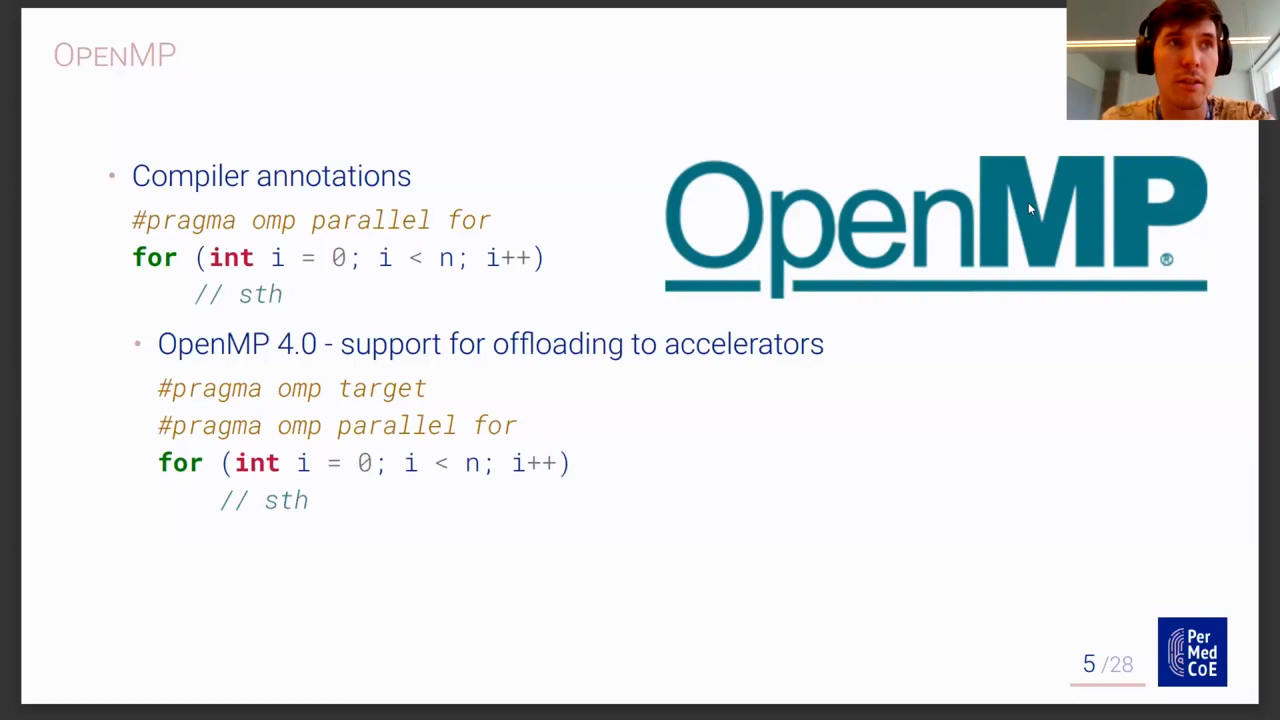 OpenMP
• Compiler annotations
#pragma omp parallel for
for (int i = 0; i < n; i++)
// sth
OpenMP®
• OpenMP 4.0 - support for offloading to accelerators
#pragma omp target
#pragma omp parallel for
for (int i = 0; i < n; i++)
// sth
5 /28
Per
Med
CoE